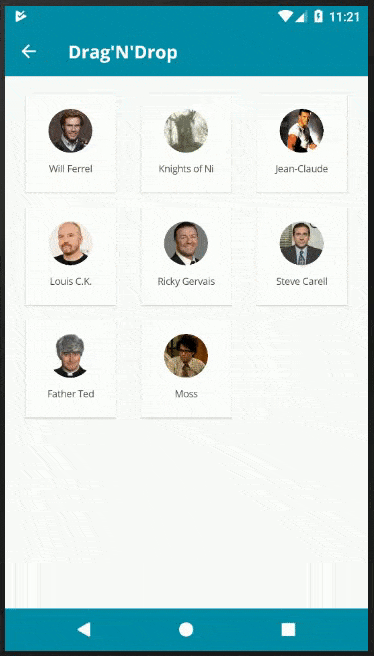 11:21
Drag'N'Drop
Will Ferrel
Knights of Ni
Jean-Claude
Louis C.K.
Ricky Gervais
Steve Carell
Father Ted
Moss